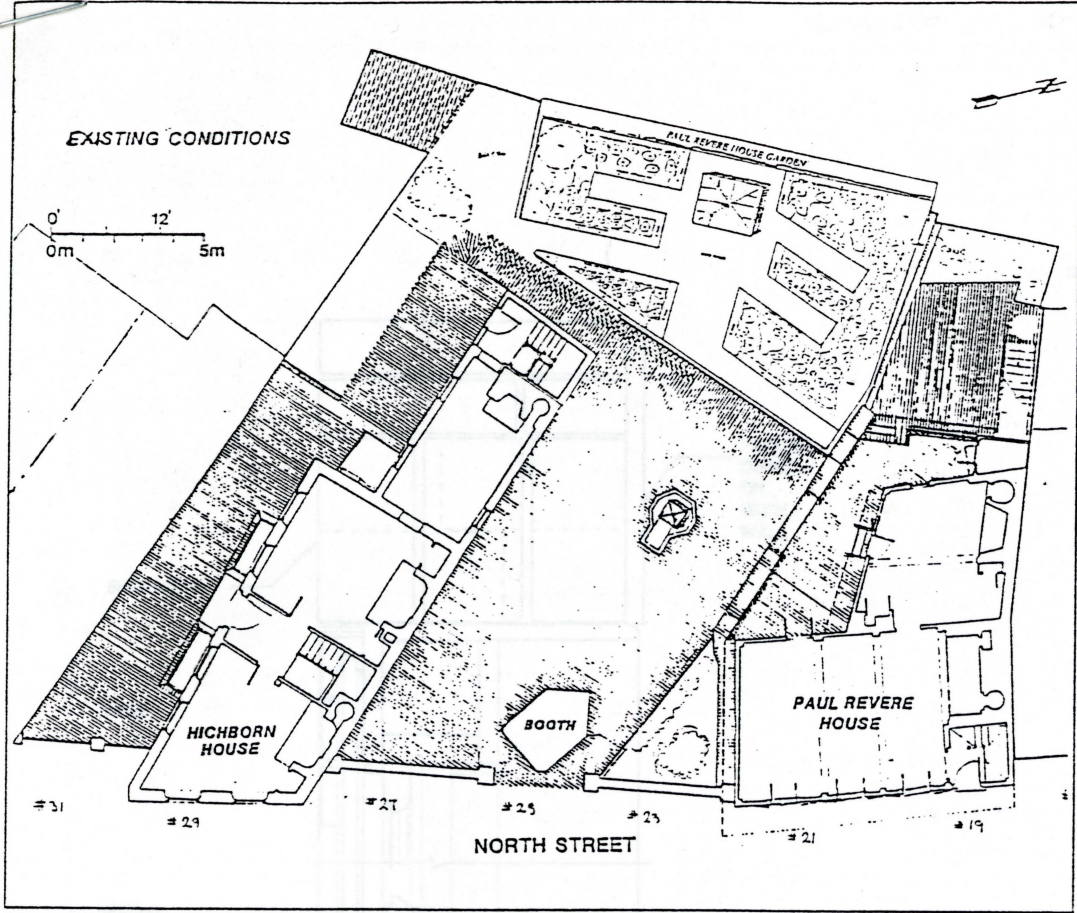 EXISTING CONDITIONS
0' 12'
0m 5m
PAUL REVERE HOUSE GARDEN
Z
HICHBORN
HOUSE
BOOTH
PAUL REVERE
HOUSE
#31
#29
#27
#25
#23
#21
#19
NORTH STREET